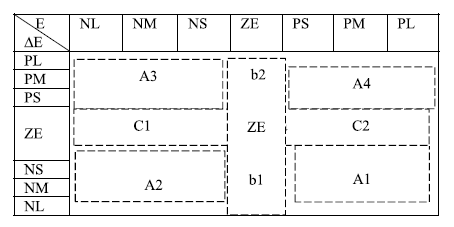 E NL NM NS ZE PS PM PL
ΔE
PL
PM A3 b2 A4
PS
ZE C1 ZE C2
NS
NM A2 b1 A1
NL